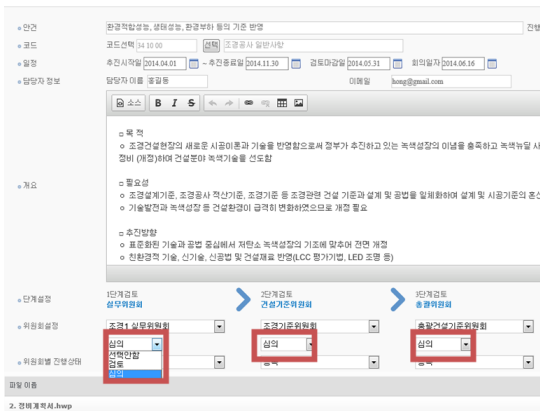 안건 환경적합성능, 생태성능, 환경부하 등의 기준 반영 진행
코드 코드선택 34 10 00 선택 조경공사 일반사항
일정 추진시작일 2014.04.01 ~ 추진종료일 2014.11.30 검토마감일 2014.05.31 회의일자 2014.06.16
담당자 정보 담당자 이름 홍길동 이메일 hong@gmail.com
소스 B I S
□ 목 적
○ 조경건설현장의 새로운 시공이론과 기술을 반영함으로써 정부가 추진하고 있는 녹색성장의 이념을 충족하고 녹색뉴딜 사
정비 (개정)하며 건설분야 녹색기술을 선도함
개요
□ 필요성
○ 조경설계기준, 조경공사 적산기준, 조경기준 등 조경관련 건설 기준과 설계 및 공법을 일체화하여 설계 및 시공기준의 혼선
○ 기술발전과 녹색성장 등 건설환경이 급격히 변화하였으므로 개정 필요
□ 추진방향
○ 표준화된 기술과 공법 중심에서 저탄소 녹색성장의 기조에 맞추어 전면 개정
○ 친환경적 기술, 신기술, 신공법 및 건설재료 반영(LCC 평가기법, LED 조명 등)
단계설정 1단계검토 2단계검토 3단계검토
실무위원회 건설기준위원회 총괄위원회
위원회설정 조경1 실무위원회 조경기준위원회 총괄건설기준위원회
심의 심의 심의
선택안함
위원회별 진행상태 검토
심의
파일 이름
2. 정비계획서.hwp